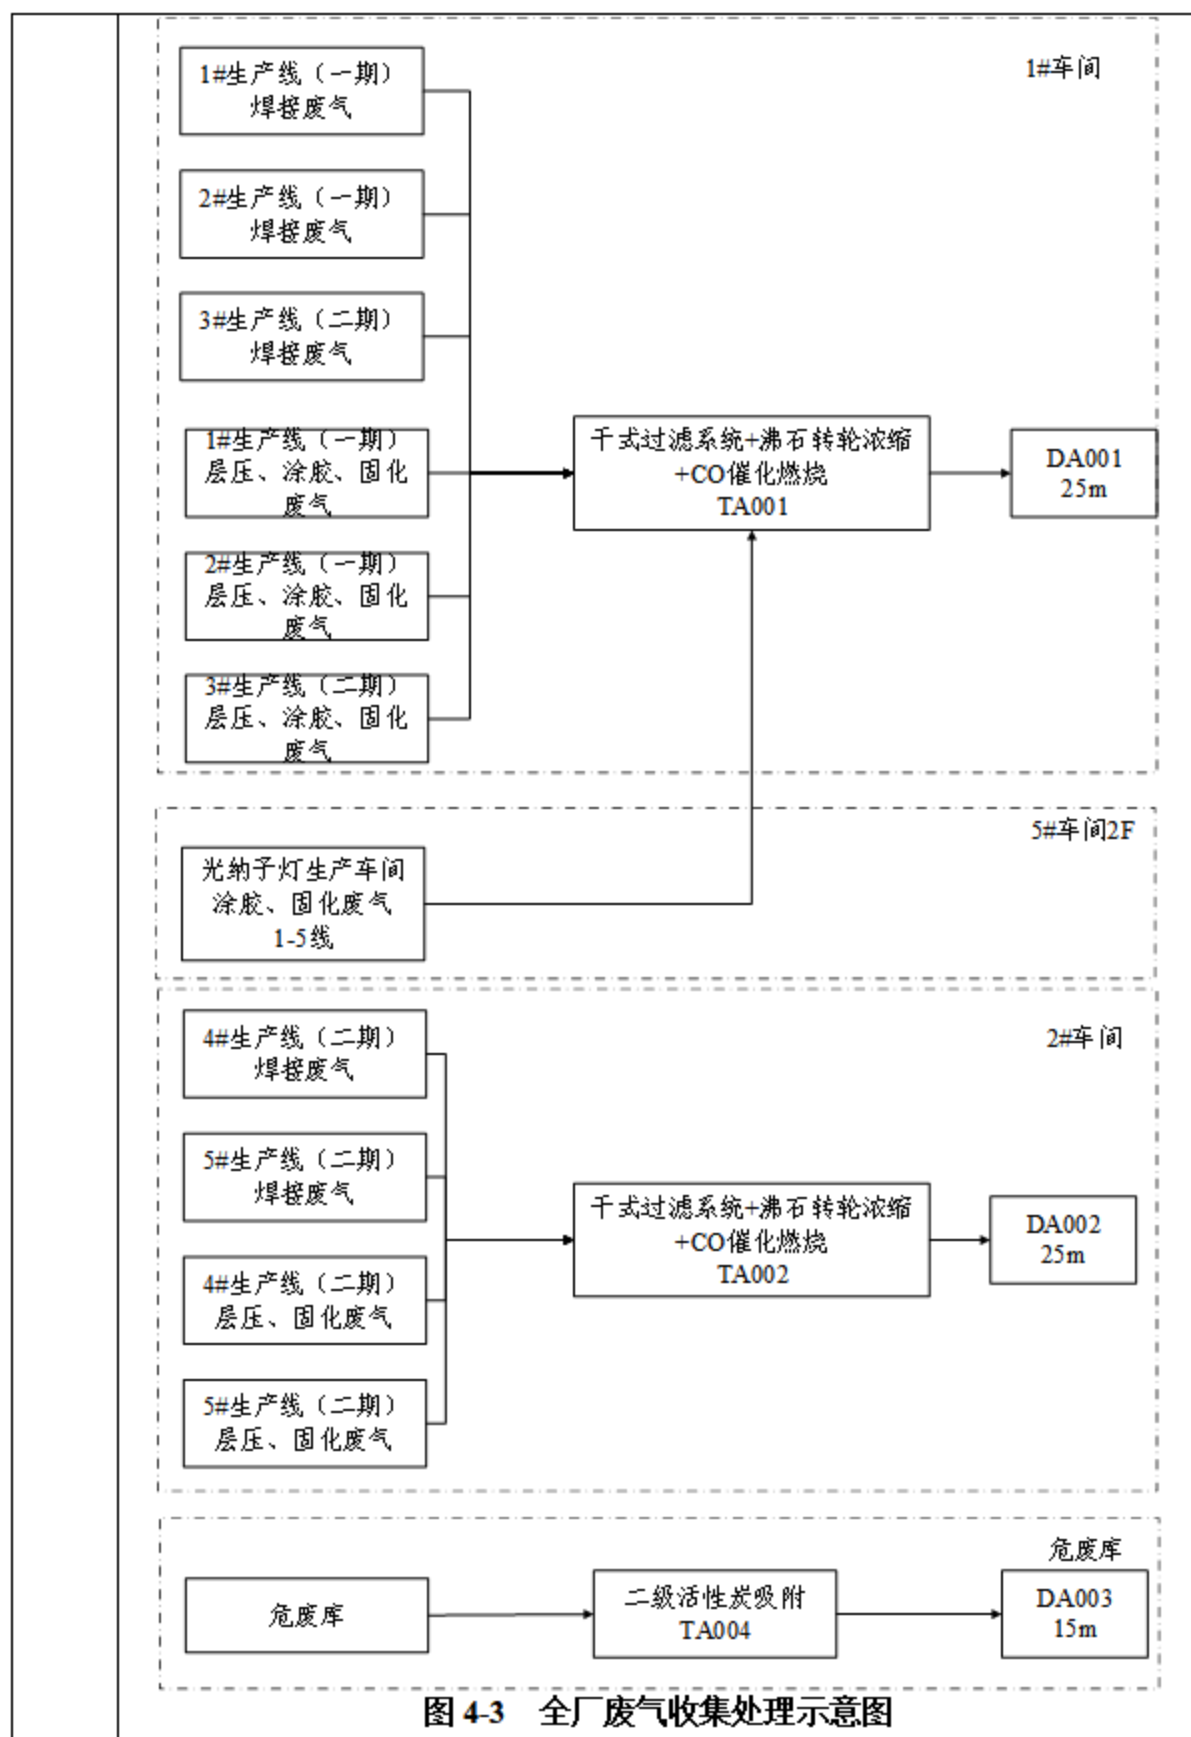 1#车间
1#生产线（一期）
焊接废气
2#生产线（一期）
焊接废气
3#生产线（二期）
焊接废气
1#生产线（一期）
层压、涂胶、固化
废气
2#生产线（一期）
层压、涂胶、固化
废气
3#生产线（二期）
层压、涂胶、固化
废气
干式过滤系统+沸石转轮浓缩
+CO催化燃烧
TA001
DA001
25m
5#车间2F
光纳子灯生产车间
涂胶、固化废气
1-5线
2#车间
4#生产线（二期）
焊接废气
5#生产线（二期）
焊接废气
4#生产线（二期）
层压、固化废气
5#生产线（二期）
层压、固化废气
干式过滤系统+沸石转轮浓缩
+CO催化燃烧
TA002
DA002
25m
危废库
危废库
二级活性炭吸附
TA004
DA003
15m
图 4-3 全厂废气收集处理示意图